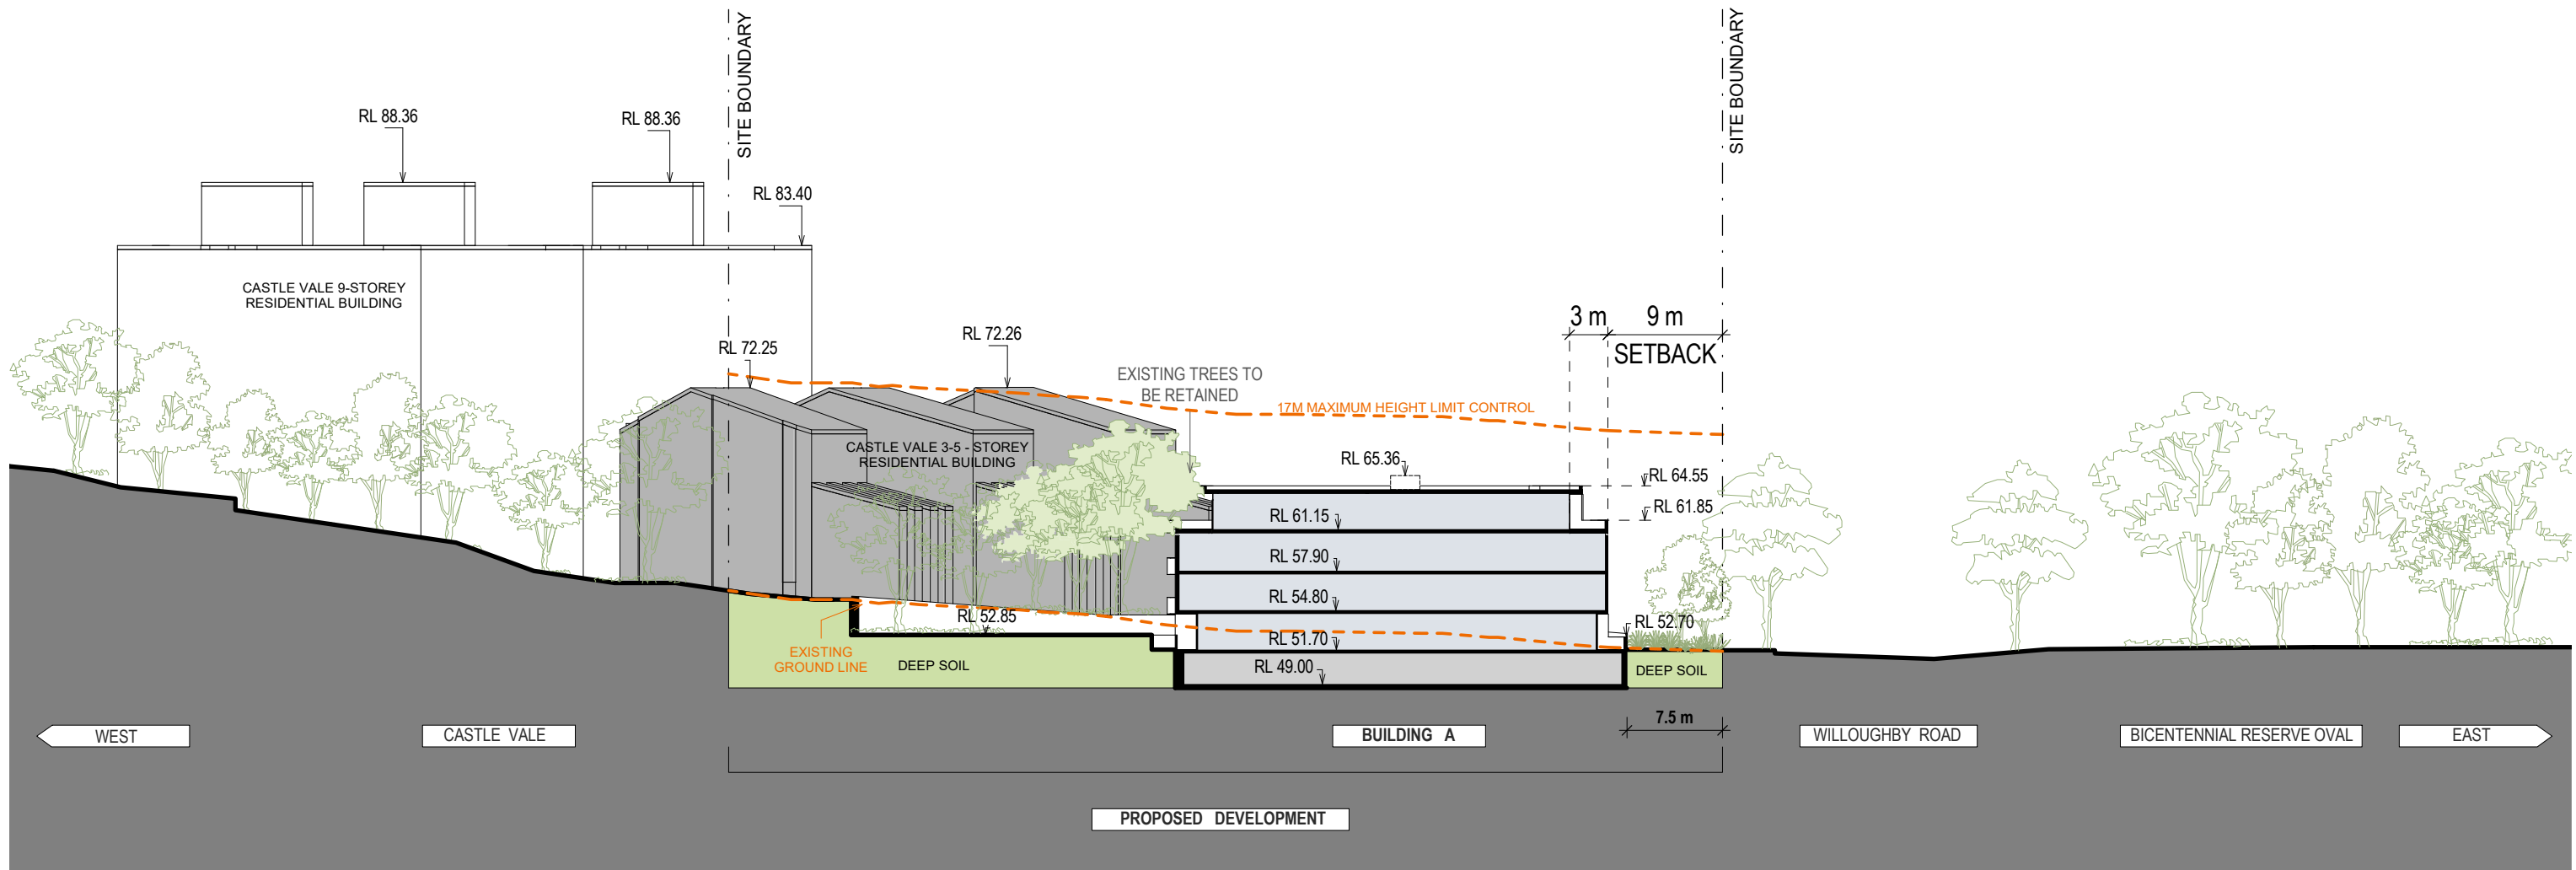 SITE BOUNDARY
SITE BOUNDARY
RL 88.36
RL 88.36
RL 83.40
CASTLE VALE 9-STOREY
RESIDENTIAL BUILDING
3 m
9 m
SETBACK
RL 72.25
RL 72.26
EXISTING TREES TO
BE RETAINED
17M MAXIMUM HEIGHT LIMIT CONTROL
CASTLE VALE 3-5 - STOREY
RESIDENTIAL BUILDING
RL 65.36
RL 64.55
RL 61.85
RL 61.15
RL 57.90
RL 54.80
RL 52.85
RL 51.70
RL 52.70
EXISTING
GROUND LINE
DEEP SOIL
RL 49.00
DEEP SOIL
7.5 m
WEST
CASTLE VALE
BUILDING A
WILLOUGHBY ROAD
BICENTENNIAL RESERVE OVAL
EAST
PROPOSED DEVELOPMENT